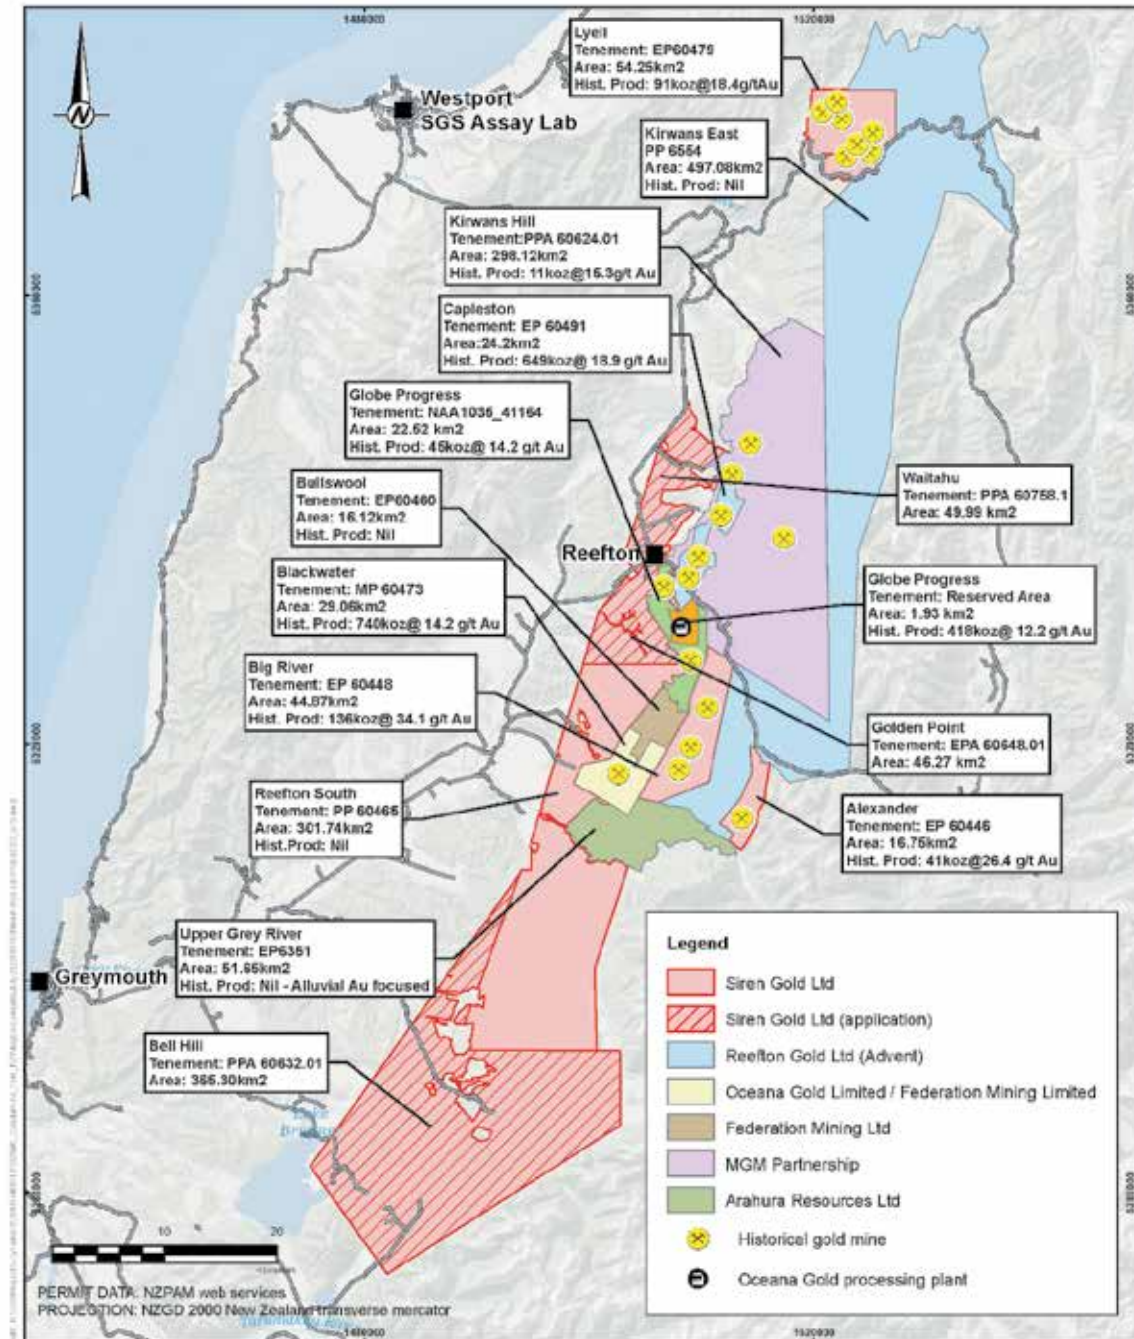 1480000
1520000
Lyell
Tenement: EP60479
Area: 54.25km2
Hist. Prod: 91koz@18.4g/tAu
N
Westport
SGS Assay Lab
Kirwans East
PP 6554
Area: 497.08km2
Hist. Prod: Nil
Kirwans Hill
Tenement:PPA 60624.01
Area: 298.12km2
Hist. Prod: 11koz@15.3g/t Au
Capleston
Tenement: EP 60491
Area:24.2km2
Hist. Prod: 649koz@ 18.9 g/t Au
Globe Progress
Tenement: NAA1036_41164
Area: 22.52 km2
Hist. Prod: 45koz@ 14.2 g/t Au
Bellswool
Tenement: EP60460
Area: 16.12km2
Hist. Prod: Nil
Waitahu
Tenement: PPA 60758.1
Area: 49.99 km2
Reefton
Blackwater
Tenement: MP 60473
Area: 29.06km2
Hist. Prod: 740koz@ 14.2 g/t Au
Globe Progress
Tenement: Reserved Area
Area: 1.93 km2
Hist. Prod: 418koz@ 12.2 g/t Au
Big River
Tenement: EP 60448
Area: 44.87km2
Hist. Prod: 136koz@ 34.1 g/t Au
Golden Point
Tenement: EPA 60648.01
Area: 46.27 km2
Reefton South
Tenement: PP 60465
Area: 301.74km2
Hist.Prod: Nil
Alexander
Tenement: EP 60446
Area: 16.75km2
Hist. Prod: 41koz@26.4 g/t Au
Upper Grey River
Tenement: EP6351
Area: 51.65km2
Hist. Prod: Nil - Alluvial Au focused
Greymouth
Bell Hill
Tenement: PPA 60632.01
Area: 365.30km2
Legend
Siren Gold Ltd
Siren Gold Ltd (application)
Reefton Gold Ltd (Advent)
Oceana Gold Limited / Federation Mining Limited
Federation Mining Ltd
MGM Partnership
Arahura Resources Ltd
Historical gold mine
Oceana Gold processing plant
10
20
PERMIT DATA: NZPAM web services
PROJECTION: NZGD 2000 New Zealand transverse mercator
1480000
1520000